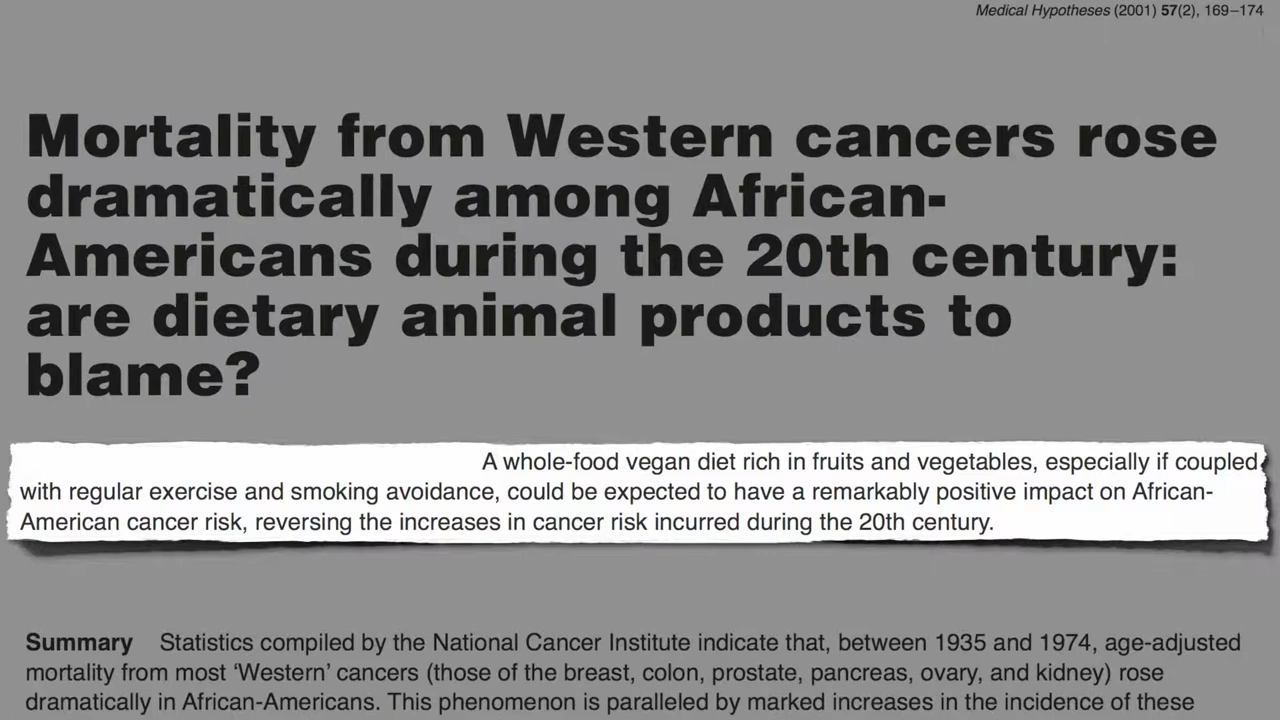 Medical Hypotheses (2001) 57(2), 169–174
Mortality from Western cancers rose
dramatically among African-
Americans during the 20th century:
are dietary animal products to
blame?
A whole-food vegan diet rich in fruits and vegetables, especially if coupled
with regular exercise and smoking avoidance, could be expected to have a remarkably positive impact on African-
American cancer risk, reversing the increases in cancer risk incurred during the 20th century.
Summary Statistics compiled by the National Cancer Institute indicate that, between 1935 and 1974, age-adjusted
mortality from most ‘Western’ cancers (those of the breast, colon, prostate, pancreas, ovary, and kidney) rose
dramatically in African-Americans. This phenomenon is paralleled by marked increases in the incidence of these